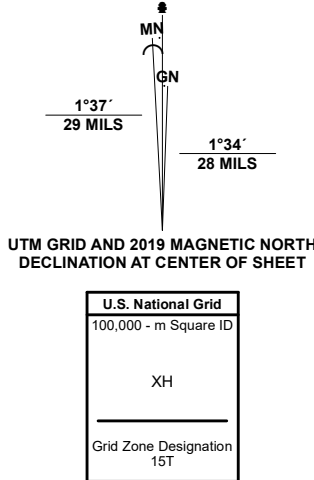 MN
GN
1°37´
29 MILS
1°34´
28 MILS
UTM GRID AND 2019 MAGNETIC NORTH
DECLINATION AT CENTER OF SHEET
U.S. National Grid
100,000 - m Square ID
XH
Grid Zone Designation
15T